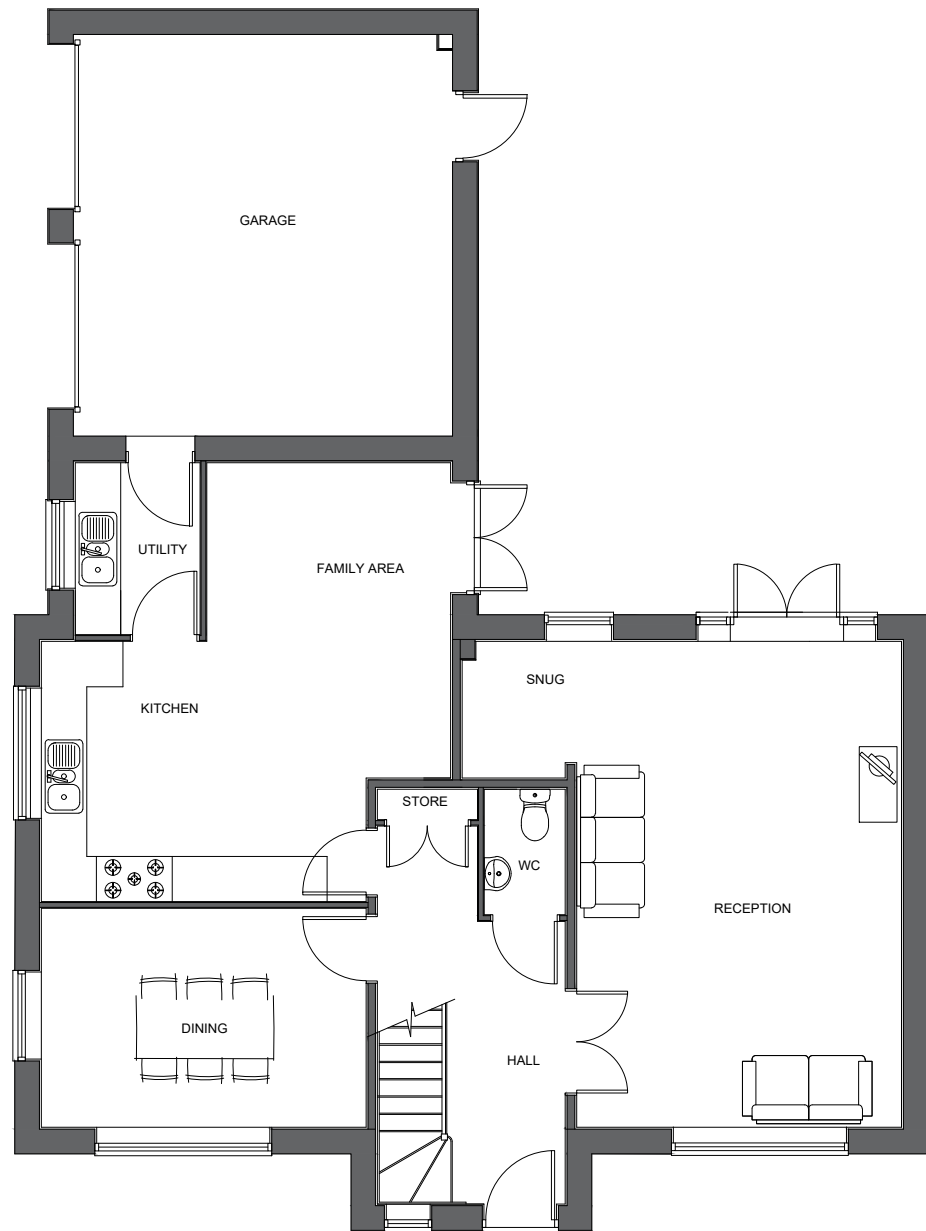 GARAGE
UTILITY
FAMILY AREA
SNUG
KITCHEN
STORE
WC
RECEPTION
DINING
HALL